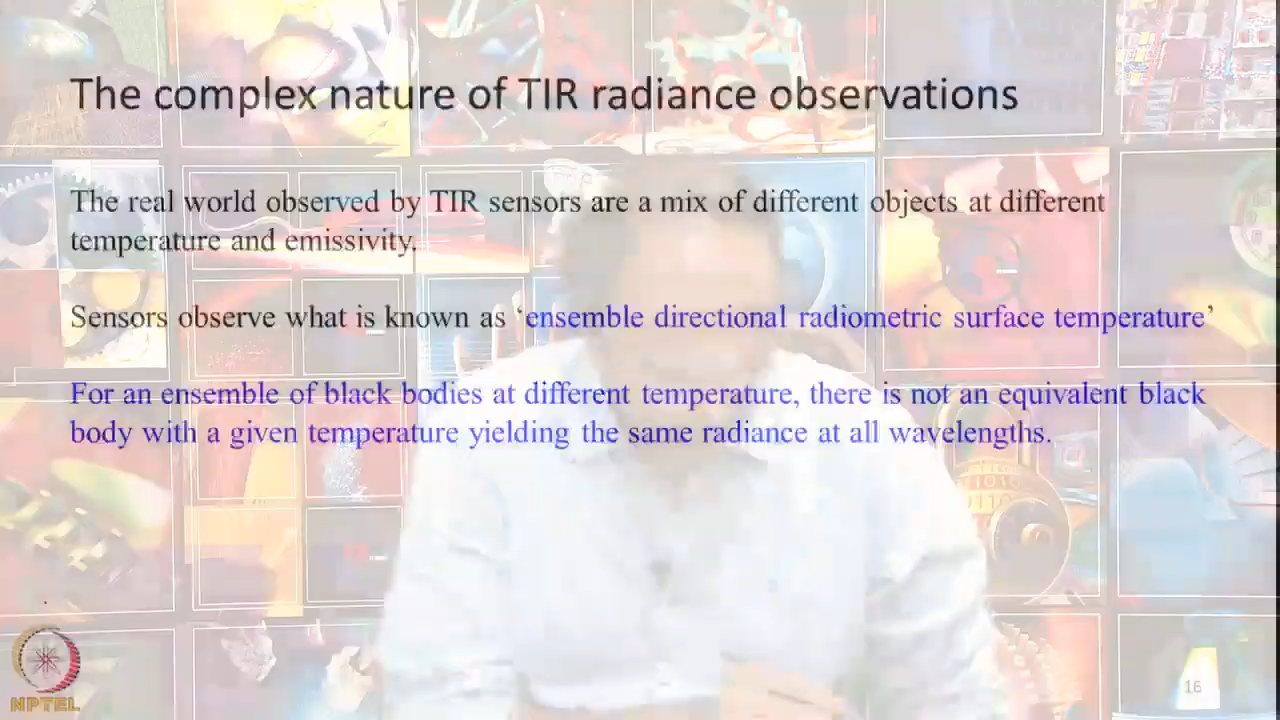 The complex nature of TIR radiance observations
The real world observed by TIR sensors are a mix of different objects at different
temperature and emissivity.
Sensors observe what is known as ‘ensemble directional radiometric surface temperature’
For an ensemble of black bodies at different temperature, there is not an equivalent black
body with a given temperature yielding the same radiance at all wavelengths.
NPTEL
16